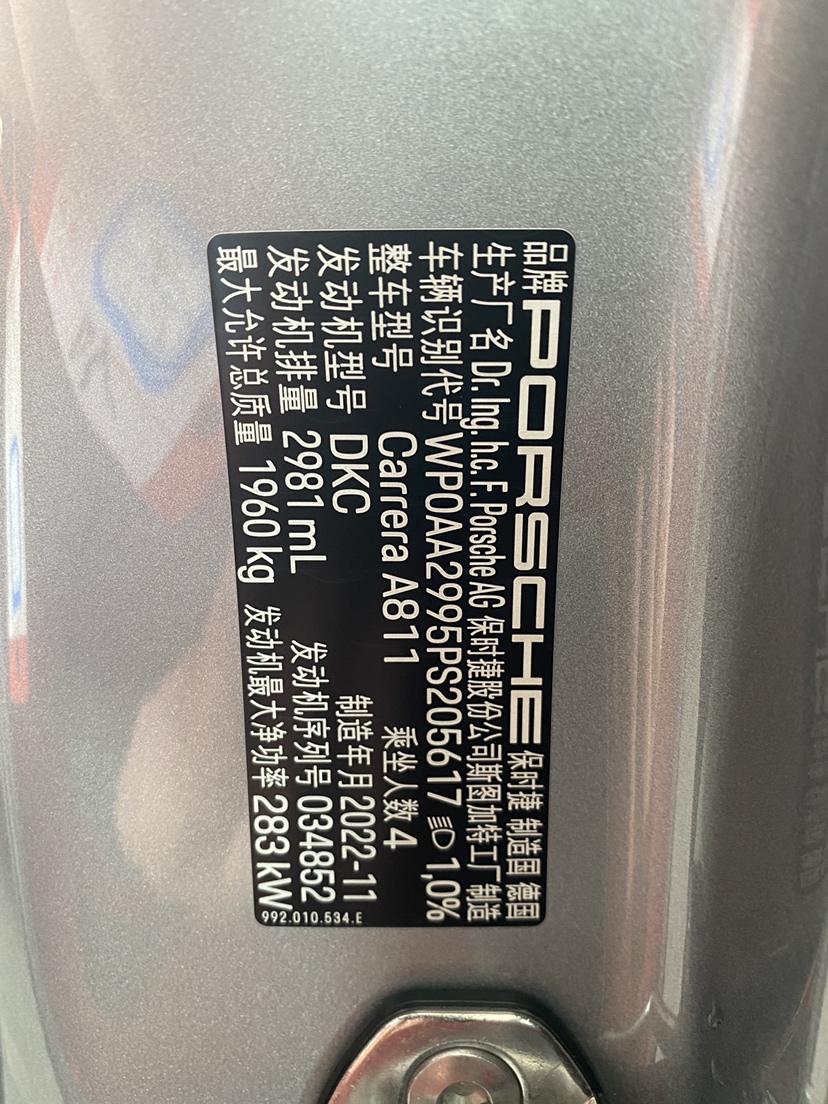 品牌 PORSCHE 保时捷 制造国 德国
生产厂名 Dr. Ing. h.c. F. Porsche AG 保时捷股份公司斯图加特工厂制造
车辆识别代号 WP0AA2995PS205617 1,0%
整车型号 Carrera A811 乘坐人数 4
发动机型号 DKC 制造年月 2022-11
发动机排量 2981 mL 发动机序列号 034852
最大允许总质量 1960 kg 发动机最大净功率 283 kW
992.010.534.E